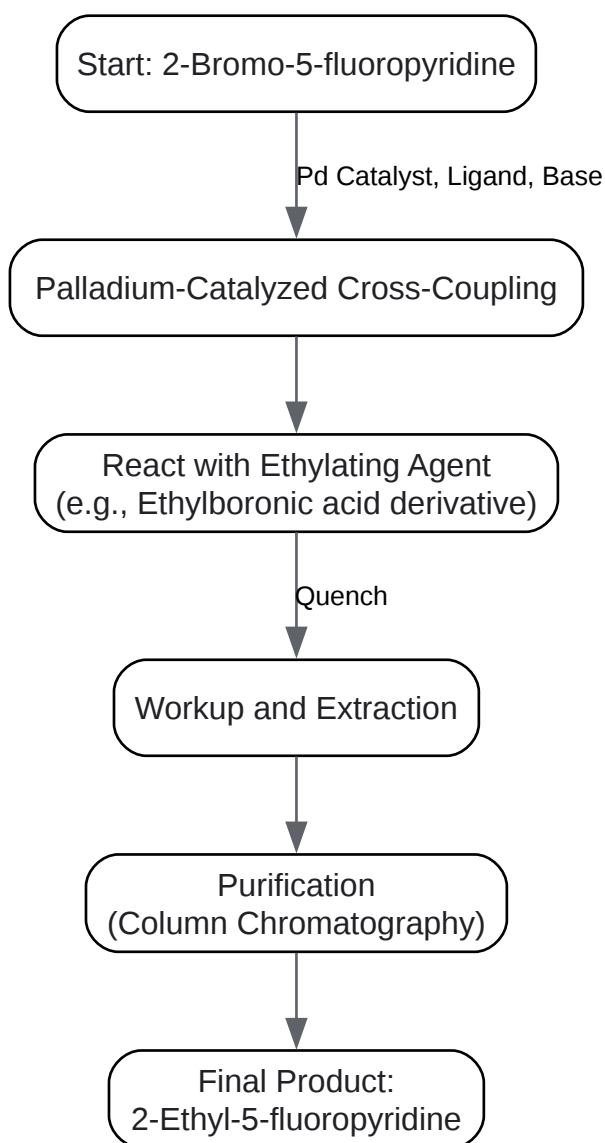 Start: 2-Bromo-5-fluoropyridine
Pd Catalyst, Ligand, Base
Palladium-Catalyzed Cross-Coupling
React with Ethylating Agent
(e.g., Ethylboronic acid derivative)
Quench
Workup and Extraction
Purification
(Column Chromatography)
Final Product:
2-Ethyl-5-fluoropyridine